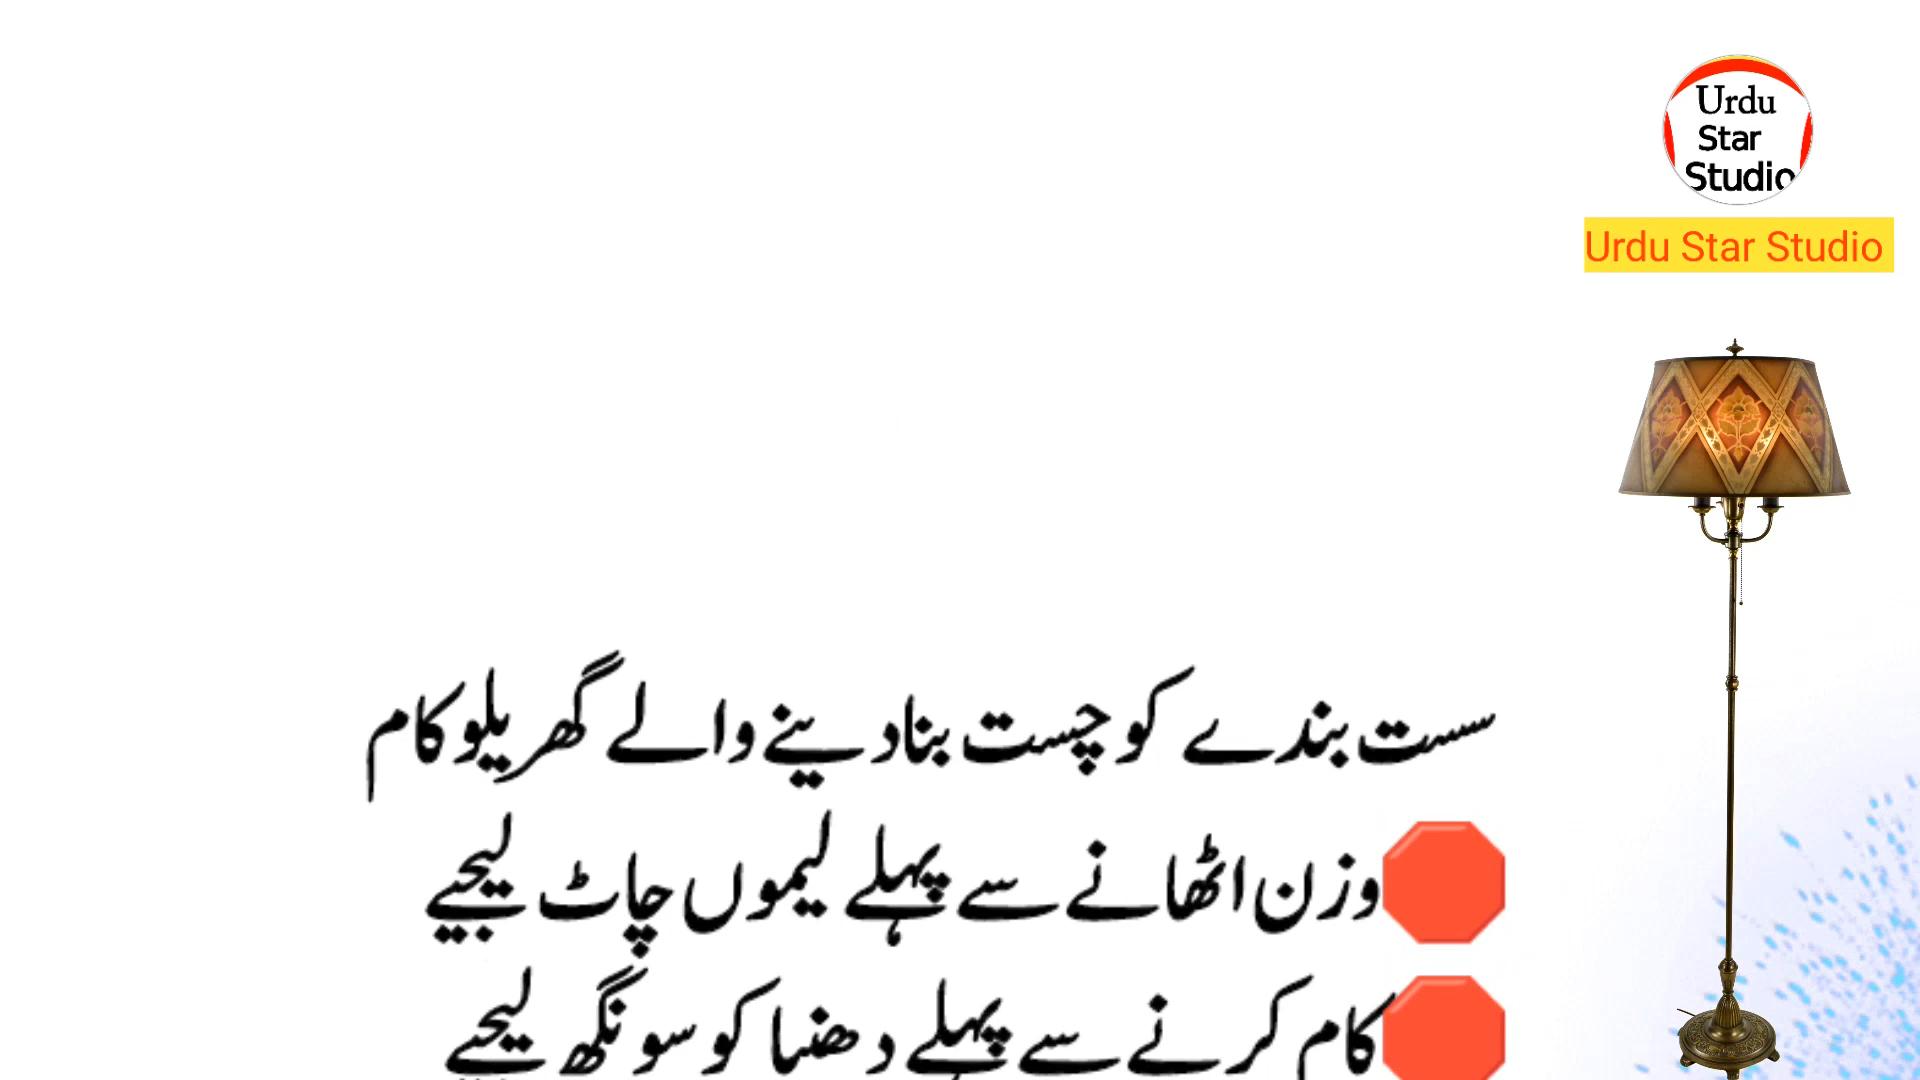 Urdu
Star
Studio
Urdu Star Studio
سست بندے کو چست بنا دینے والے گھریلو کام
وزن اٹھانے سے پہلے لیموں چاٹ لیجیے
کام کرنے سے پہلے دھنیا کو سونگھ لیجیے